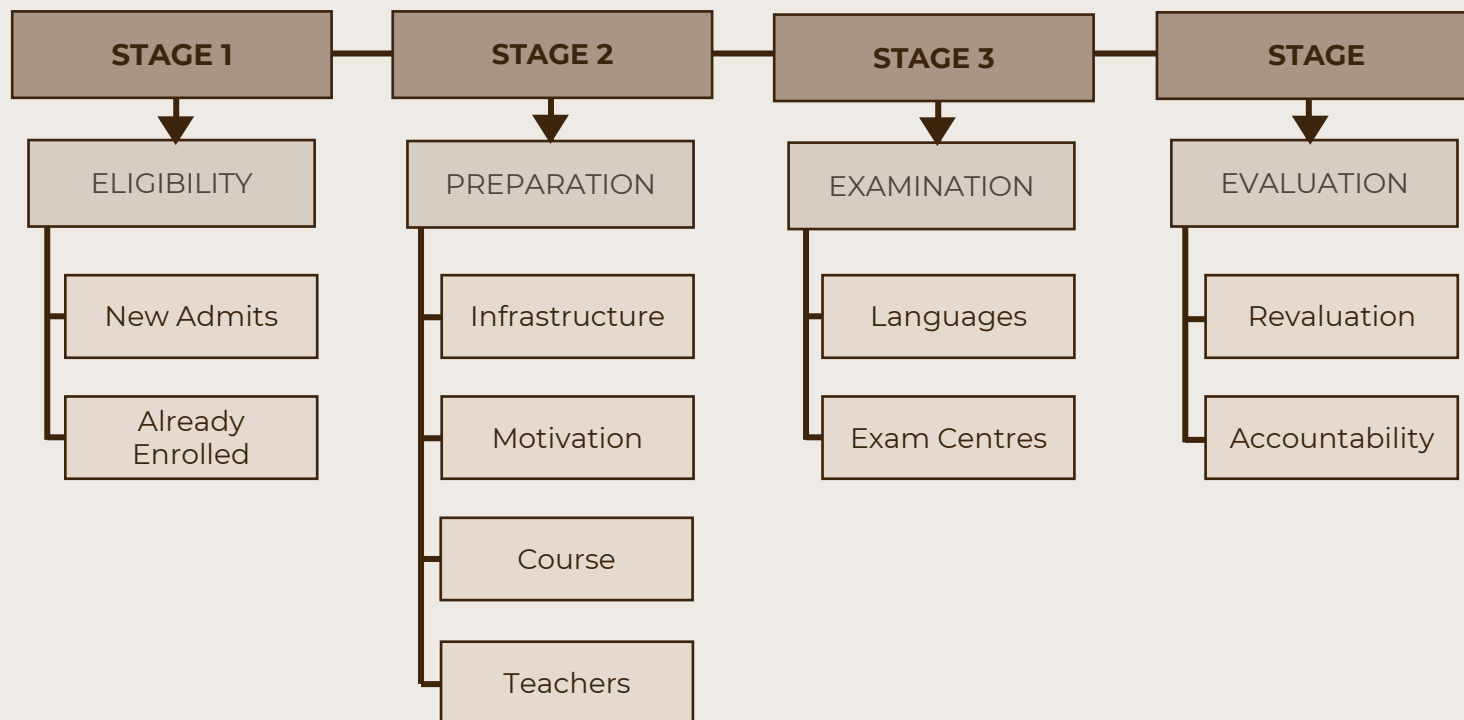 STAGE 1
STAGE 2
STAGE 3
STAGE
ELIGIBILITY
PREPARATION
EXAMINATION
EVALUATION
New Admits
Infrastructure
Languages
Revaluation
Already
Enrolled
Motivation
Exam Centres
Accountability
Course
Teachers